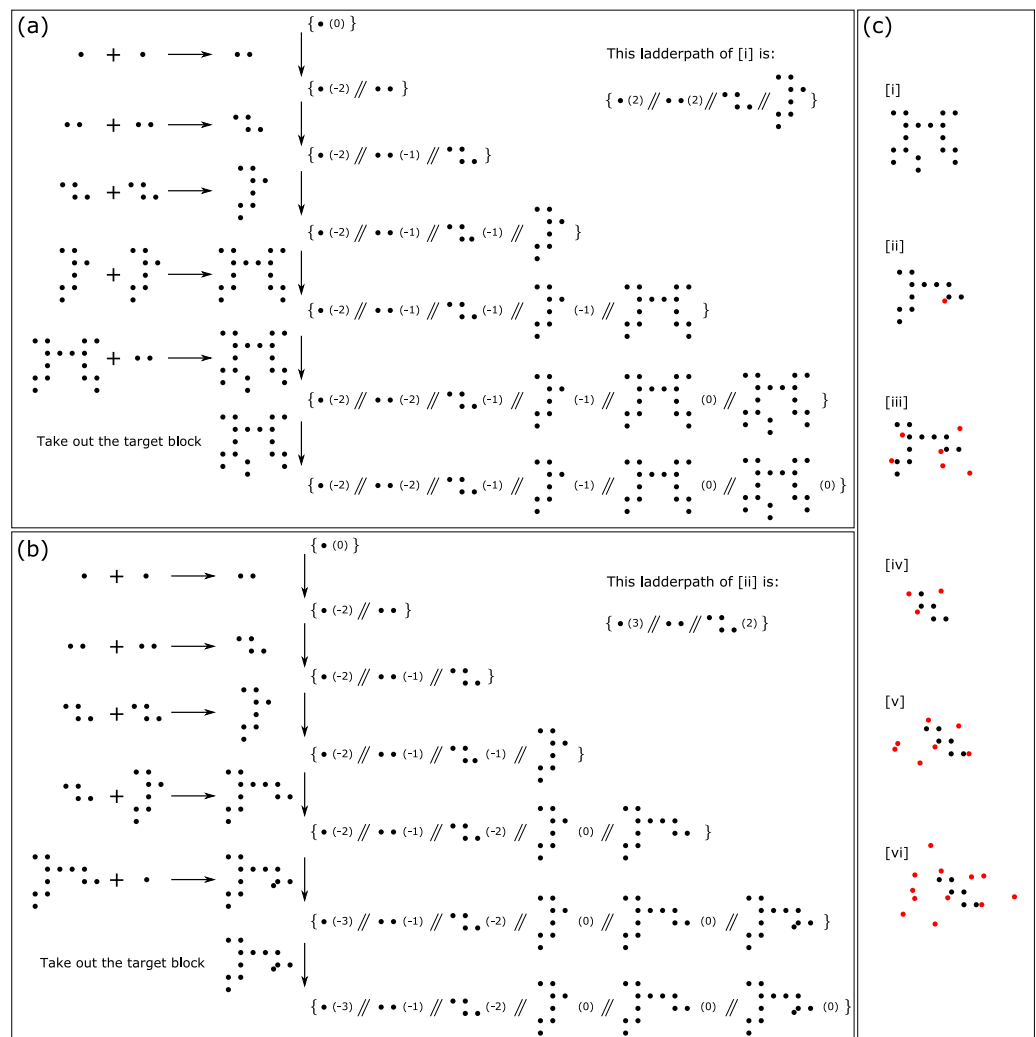 (a)
{ • (0) }
• + • → • •
This ladderpath of [i] is:
{ • (-2) // • • }
{ • (2) // • • (2) // // }
+
{ • (-2) // • • (-1) // }
+
{ • (-2) // • • (-1) // (-1) // }
+
{ • (-2) // • • (-1) // (-1) // (-1) // }
+
{ • (-2) // • • (-2) // (-1) // (-1) // (0) // }
Take out the target block
{ • (-2) // • • (-2) // (-1) // (-1) // (0) // (0) }
(b)
{ • (0) }
• + • → • •
This ladderpath of [ii] is:
{ • (-2) // • • }
{ • (3) // • • // (2) }
+
{ • (-2) // • • (-1) // }
+
{ • (-2) // • • (-1) // (-1) // }
+
{ • (-2) // • • (-1) // (-2) // (0) // }
+
{ • (-3) // • • (-1) // (-2) // (0) // (0) // }
Take out the target block
{ • (-3) // • • (-1) // (-2) // (0) // (0) // (0) }
(c)
[i]
[ii]
[iii]
[iv]
[v]
[vi]